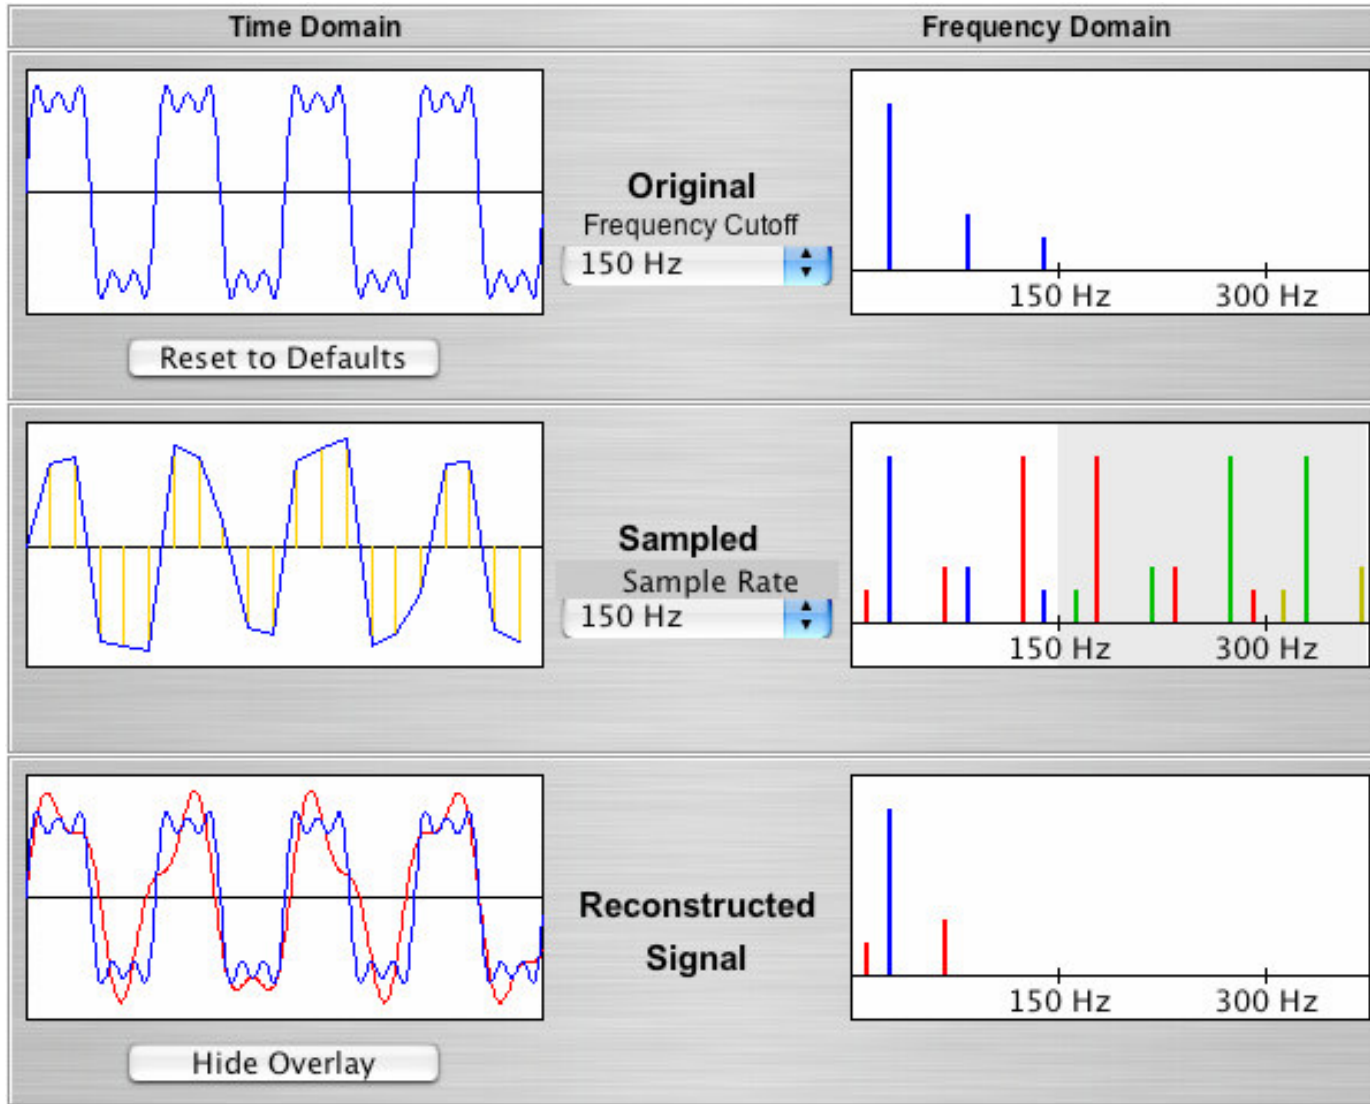 Time Domain
Frequency Domain
Original
Frequency Cutoff
150 Hz
150 Hz
300 Hz
Reset to Defaults
Sampled
Sample Rate
150 Hz
150 Hz
300 Hz
Reconstructed
Signal
150 Hz
300 Hz
Hide Overlay